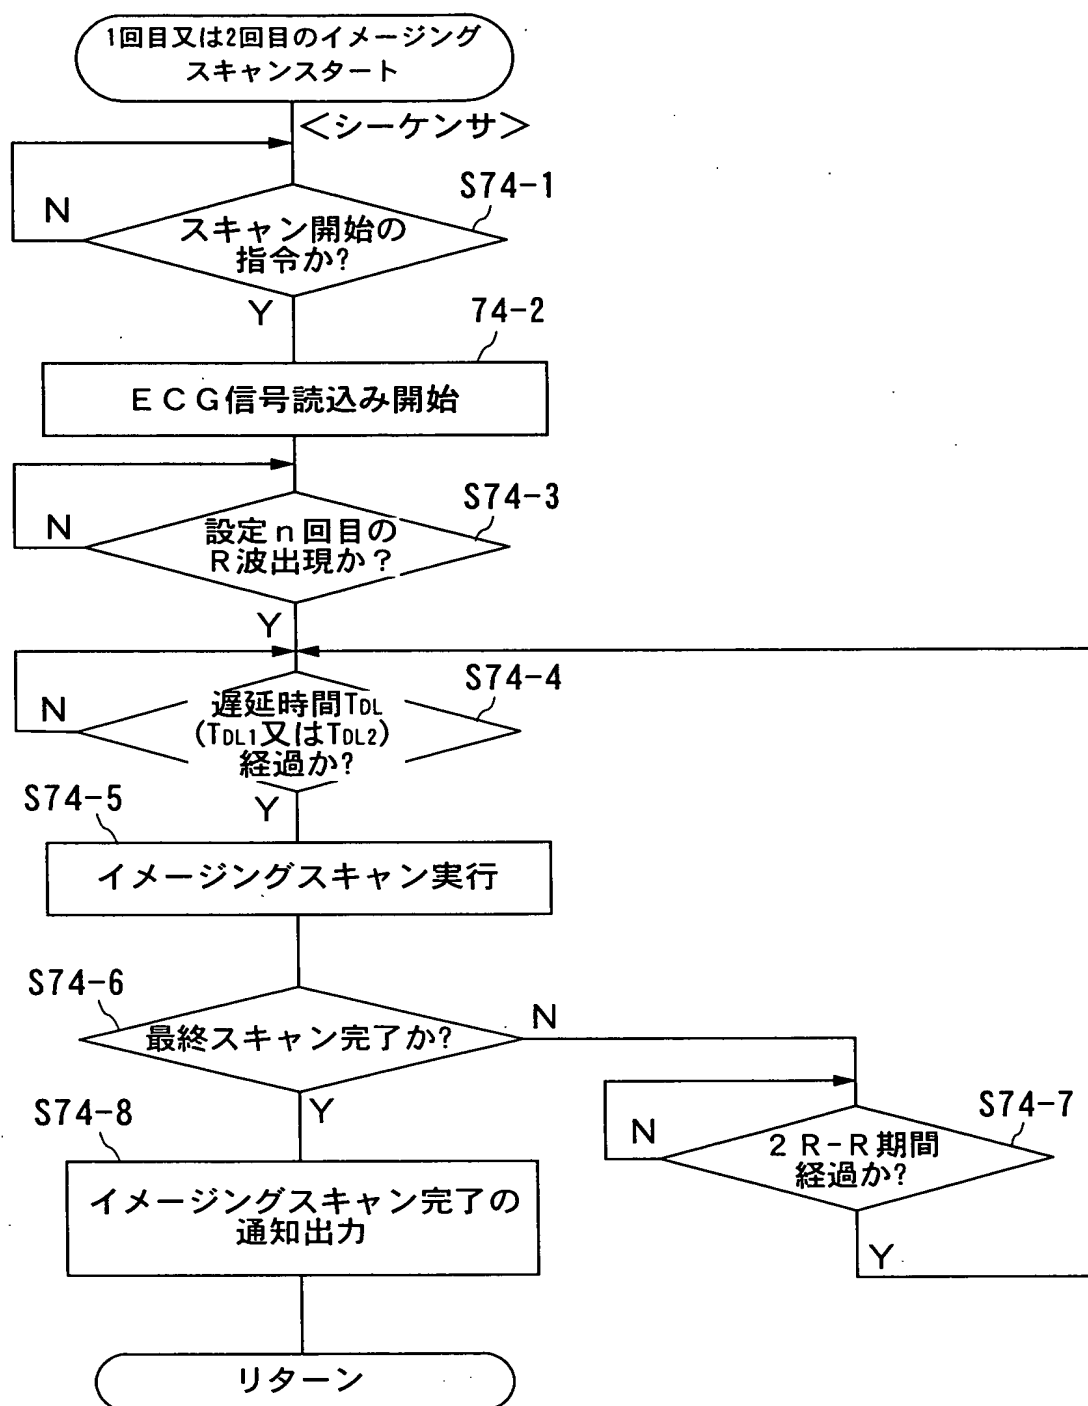 1回目又は2回目のイメージング
スキャンスタート
<シーケンサ>
S74-1
N
スキャン開始の
指令か?
Y
74-2
ECG信号読込み開始
S74-3
N
設定n回目の
R波出現か?
Y
S74-4
N
遅延時間TDL
(TDL1又はTDL2)
経過か?
Y
S74-5
イメージングスキャン実行
S74-6
最終スキャン完了か?
N
Y
S74-7
N
2R-R期間
経過か?
Y
S74-8
イメージングスキャン完了の
通知出力
リターン